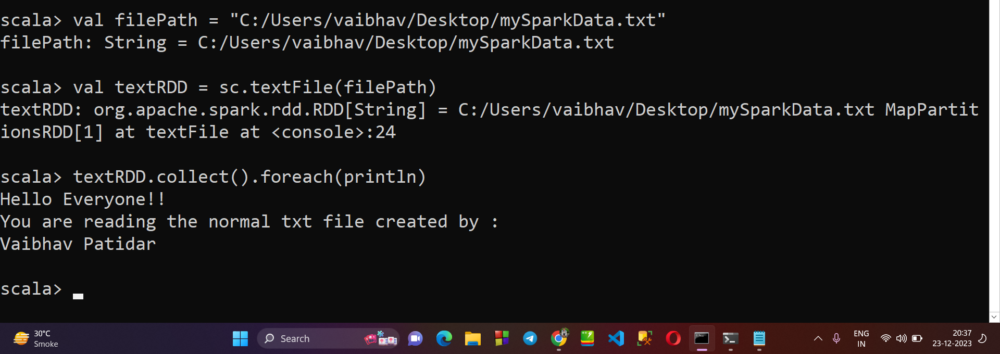 scala> val filePath = "C:/Users/vaibhav/Desktop/mySparkData.txt"
filePath: String = C:/Users/vaibhav/Desktop/mySparkData.txt
scala> val textRDD = sc.textFile(filePath)
textRDD: org.apache.spark.rdd.RDD[String] = C:/Users/vaibhav/Desktop/mySparkData.txt MapPartit
ionsRDD[1] at textFile at <console>:24
scala> textRDD.collect().foreach(println)
Hello Everyone!!
You are reading the normal txt file created by :
Vaibhav Patidar
scala>
30°C
Smoke
Search
ENG
IN
20:37
23-12-2023